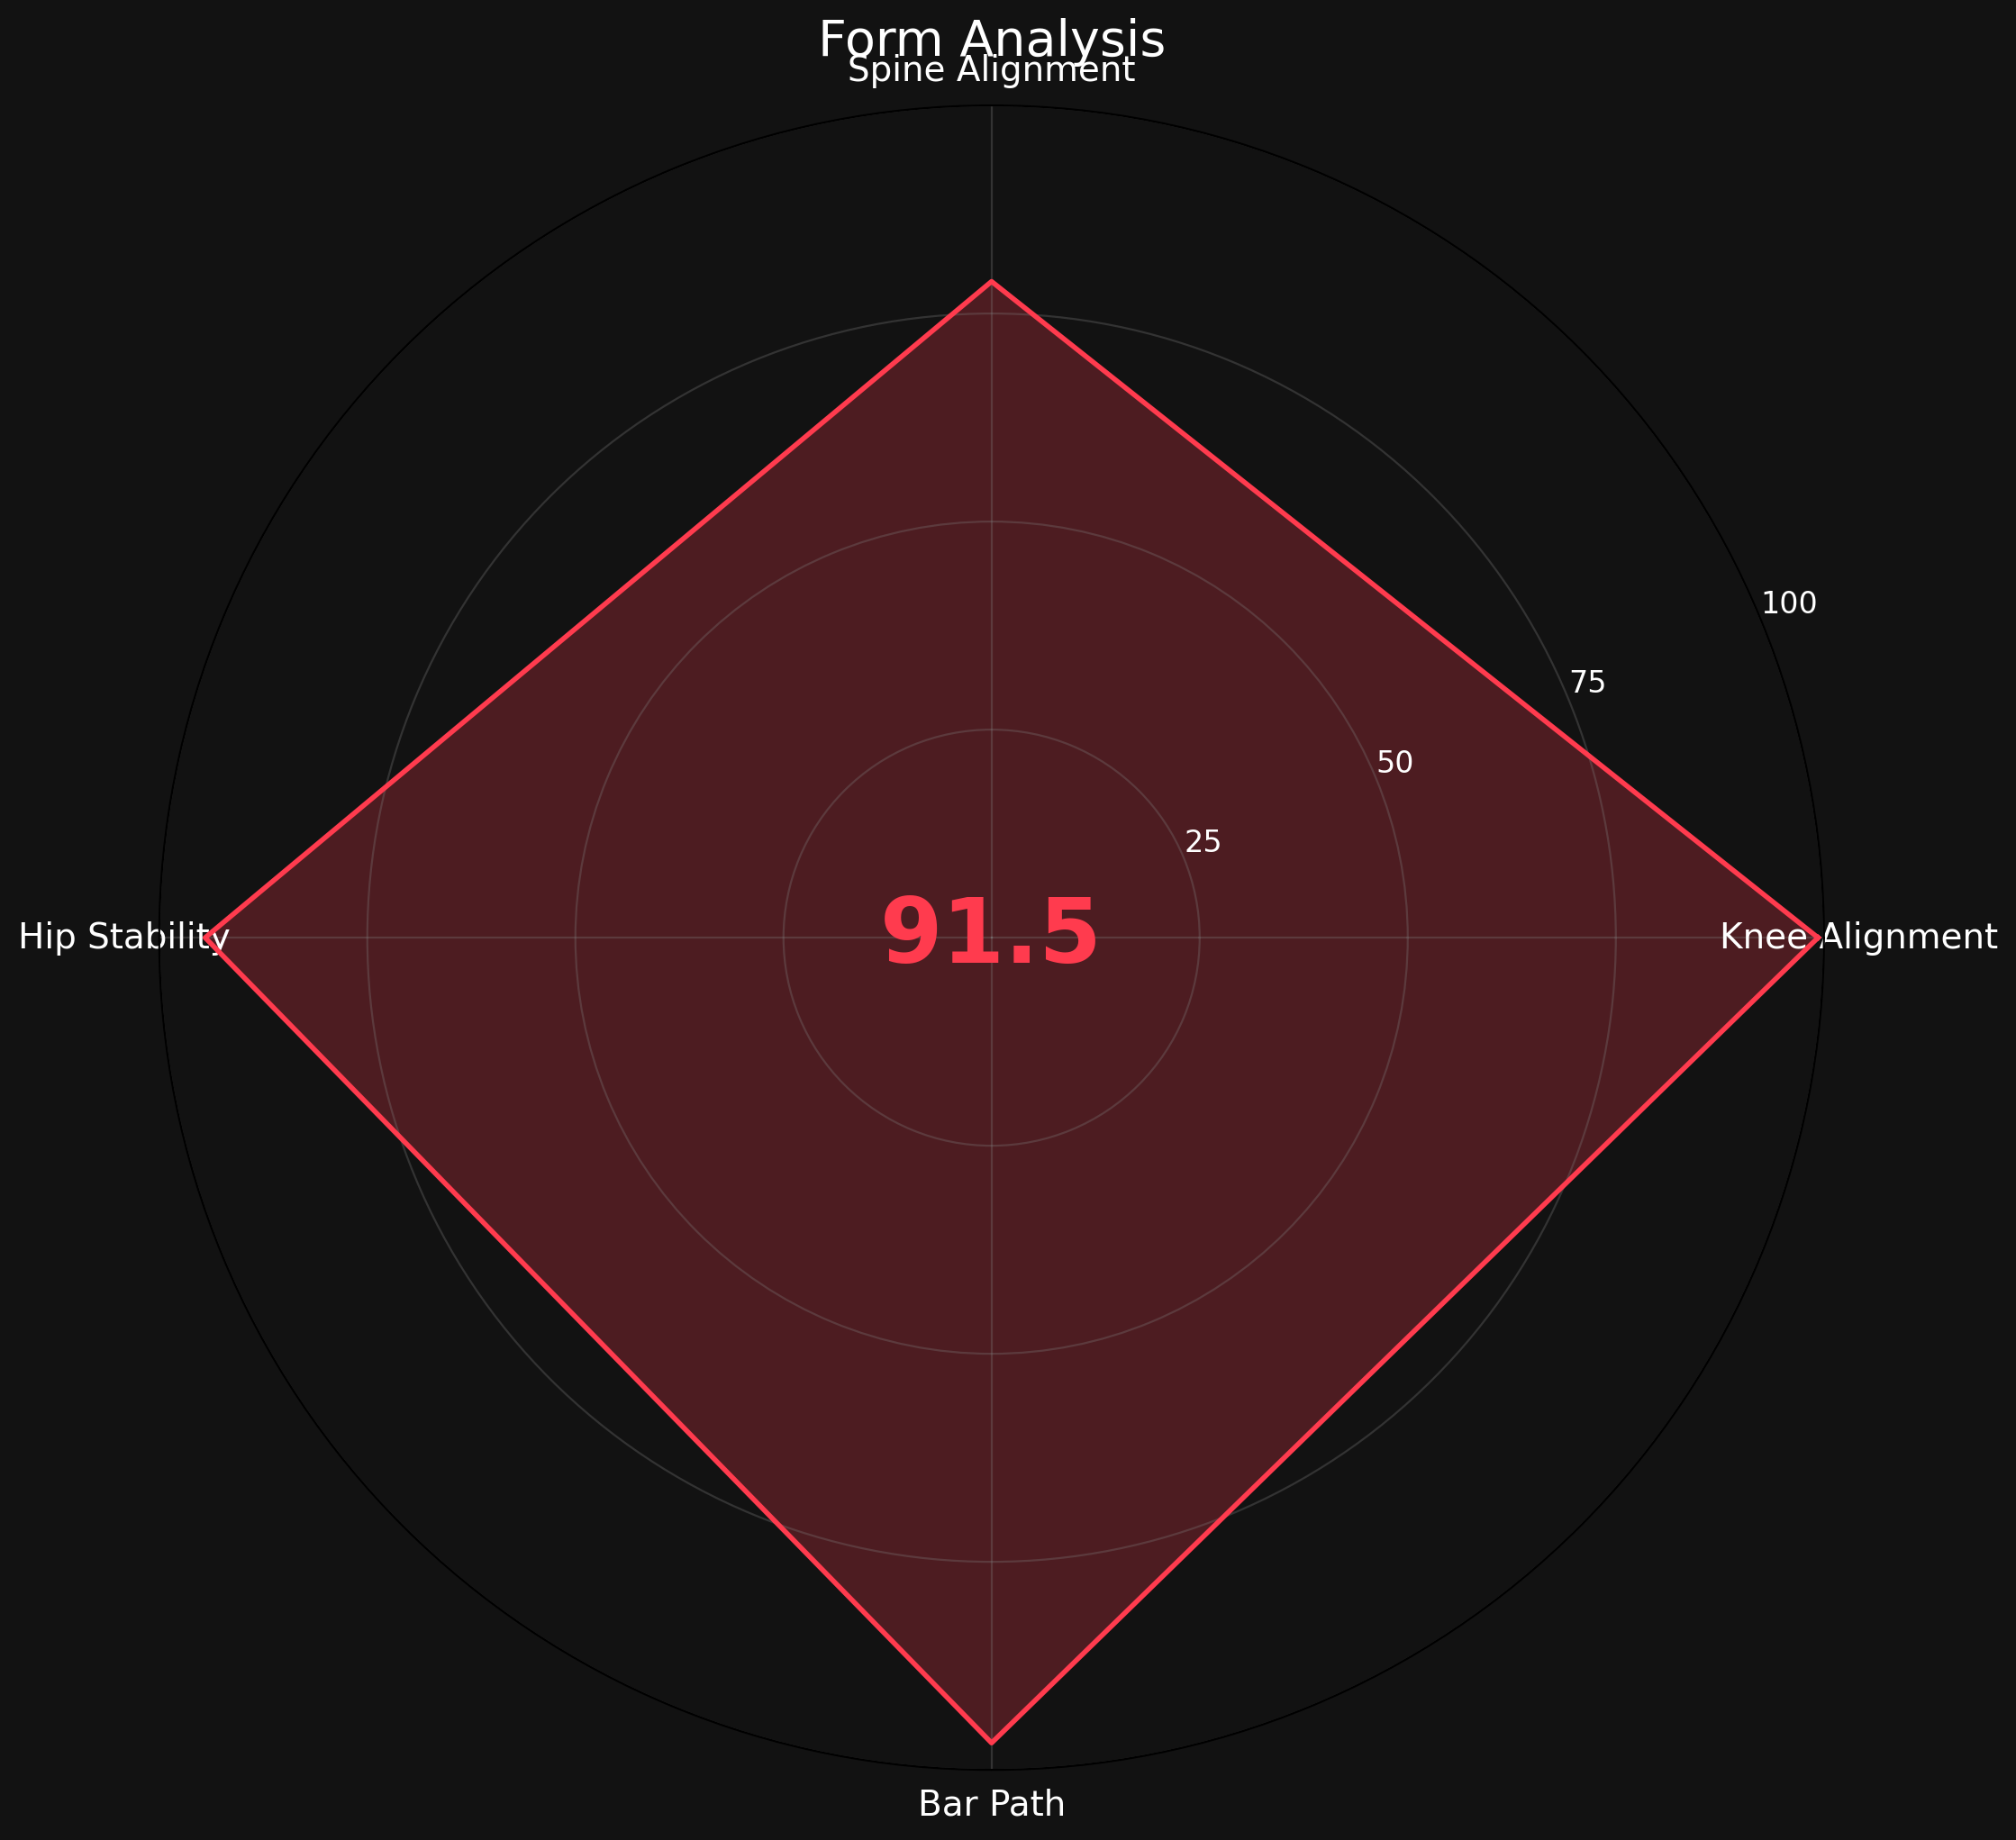 Form Analysis
Spine Alignment
100
75
50
25
91.5
Hip Stability
Knee Alignment
Bar Path